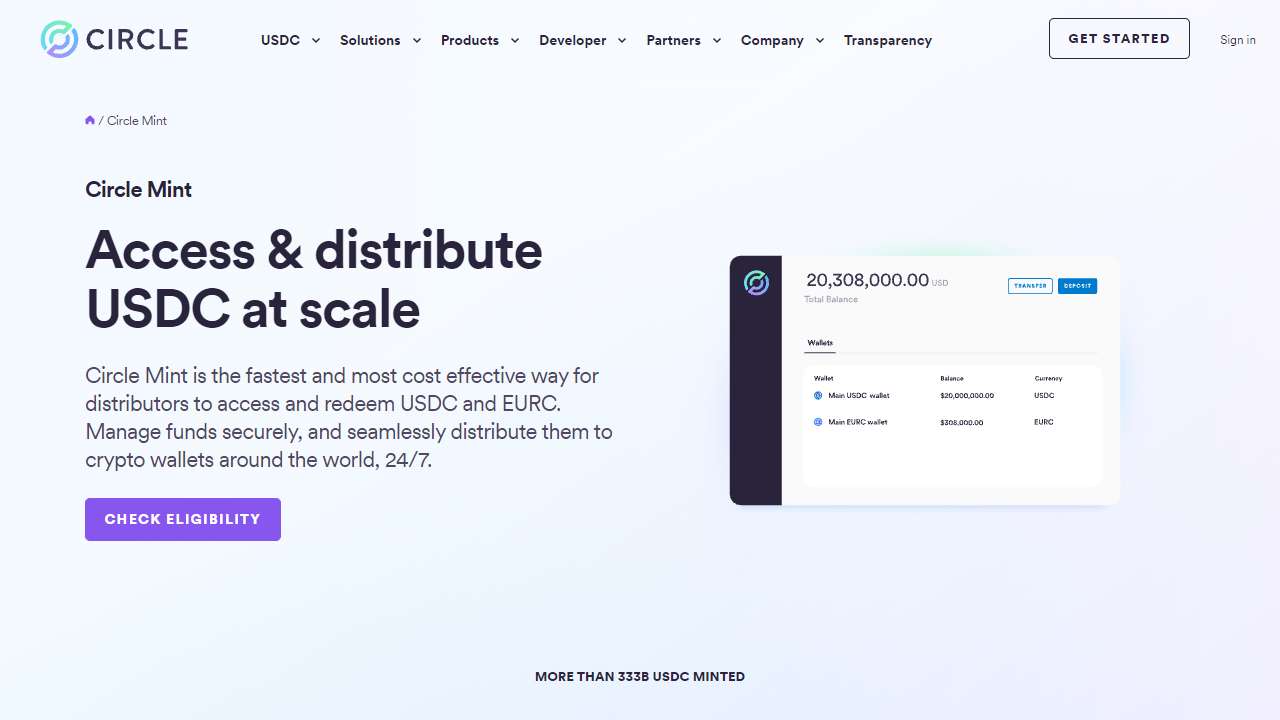 CIRCLE
USDC Solutions Products Developer Partners Company Transparency
GET STARTED
Sign in
/ Circle Mint
Circle Mint
Access & distribute
USDC at scale
Circle Mint is the fastest and most cost effective way for
distributors to access and redeem USDC and EURC.
Manage funds securely, and seamlessly distribute them to
crypto wallets around the world, 24/7.
CHECK ELIGIBILITY
20,308,000.00 USD
Total Balance
TRANSFER
DEPOSIT
Wallets
Wallet Balance Currency
Main USDC wallet $20,000,000.00 USDC
Main EURC wallet $308,000.00 EURC
MORE THAN 333B USDC MINTED